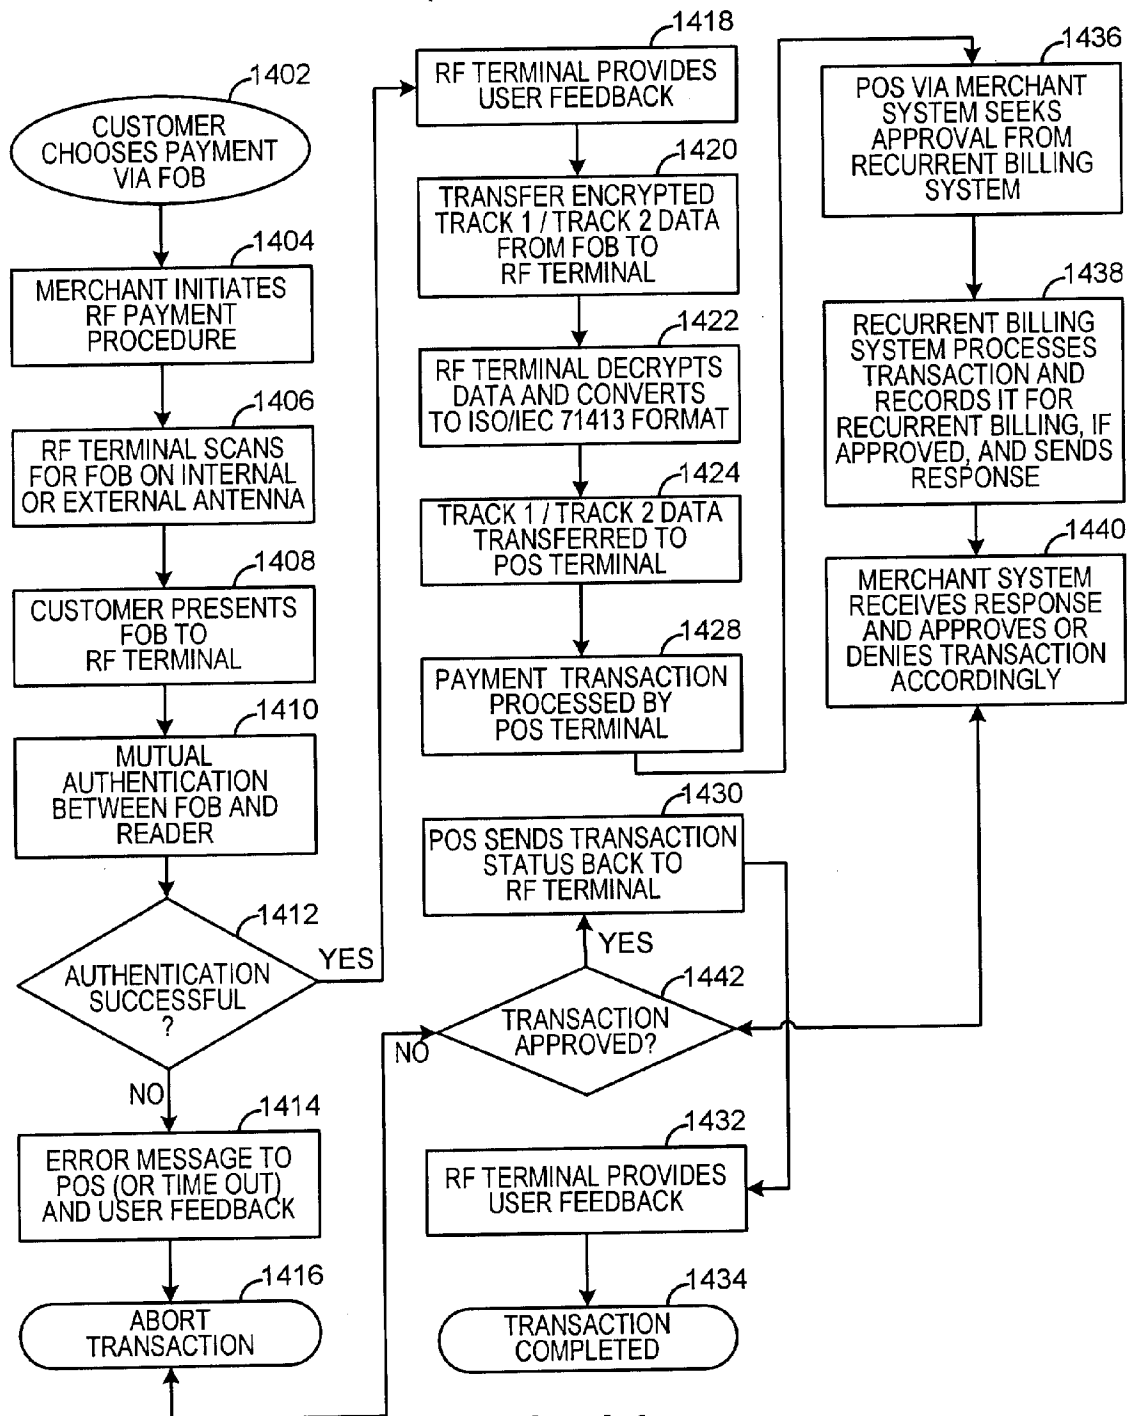 1402
CUSTOMER
CHOOSES PAYMENT
VIA FOB
1404
MERCHANT INITIATES
RF PAYMENT
PROCEDURE
1406
RF TERMINAL SCANS
FOR FOB ON INTERNAL
OR EXTERNAL ANTENNA
1408
CUSTOMER PRESENTS
FOB TO
RF TERMINAL
1410
MUTUAL
AUTHENTICATION
BETWEEN FOB AND
READER
1412
AUTHENTICATION
SUCCESSFUL
?
YES
NO
1414
ERROR MESSAGE TO
POS (OR TIME OUT)
AND USER FEEDBACK
1416
ABORT
TRANSACTION
1418
RF TERMINAL PROVIDES
USER FEEDBACK
1420
TRANSFER ENCRYPTED
TRACK 1 / TRACK 2 DATA
FROM FOB TO
RF TERMINAL
1422
RF TERMINAL DECRYPTS
DATA AND CONVERTS
TO ISO/IEC 71413 FORMAT
1424
TRACK 1 / TRACK 2 DATA
TRANSFERRED TO
POS TERMINAL
1428
PAYMENT TRANSACTION
PROCESSED BY
POS TERMINAL
1430
POS SENDS TRANSACTION
STATUS BACK TO
RF TERMINAL
YES
1442
TRANSACTION
APPROVED?
NO
1432
RF TERMINAL PROVIDES
USER FEEDBACK
1434
TRANSACTION
COMPLETED
1436
POS VIA MERCHANT
SYSTEM SEEKS
APPROVAL FROM
RECURRENT BILLING
SYSTEM
1438
RECURRENT BILLING
SYSTEM PROCESSES
TRANSACTION AND
RECORDS IT FOR
RECURRENT BILLING, IF
APPROVED, AND SENDS
RESPONSE
1440
MERCHANT SYSTEM
RECEIVES RESPONSE
AND APPROVES OR
DENIES TRANSACTION
ACCORDINGLY